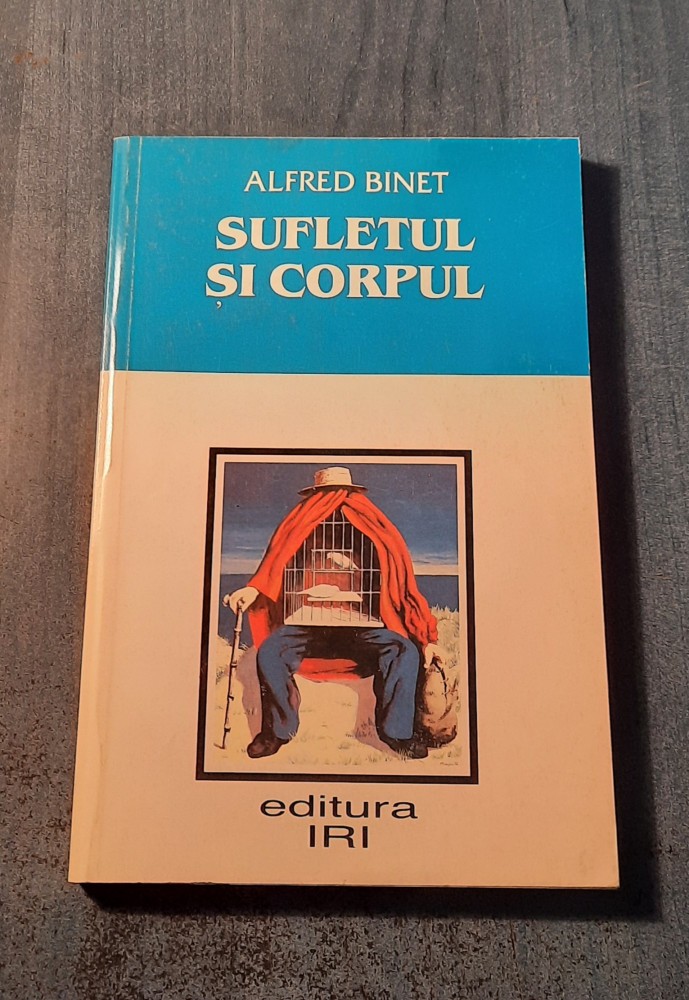 ALFRED BINET
SUFLETUL
ȘI CORPUL
editura
IRI